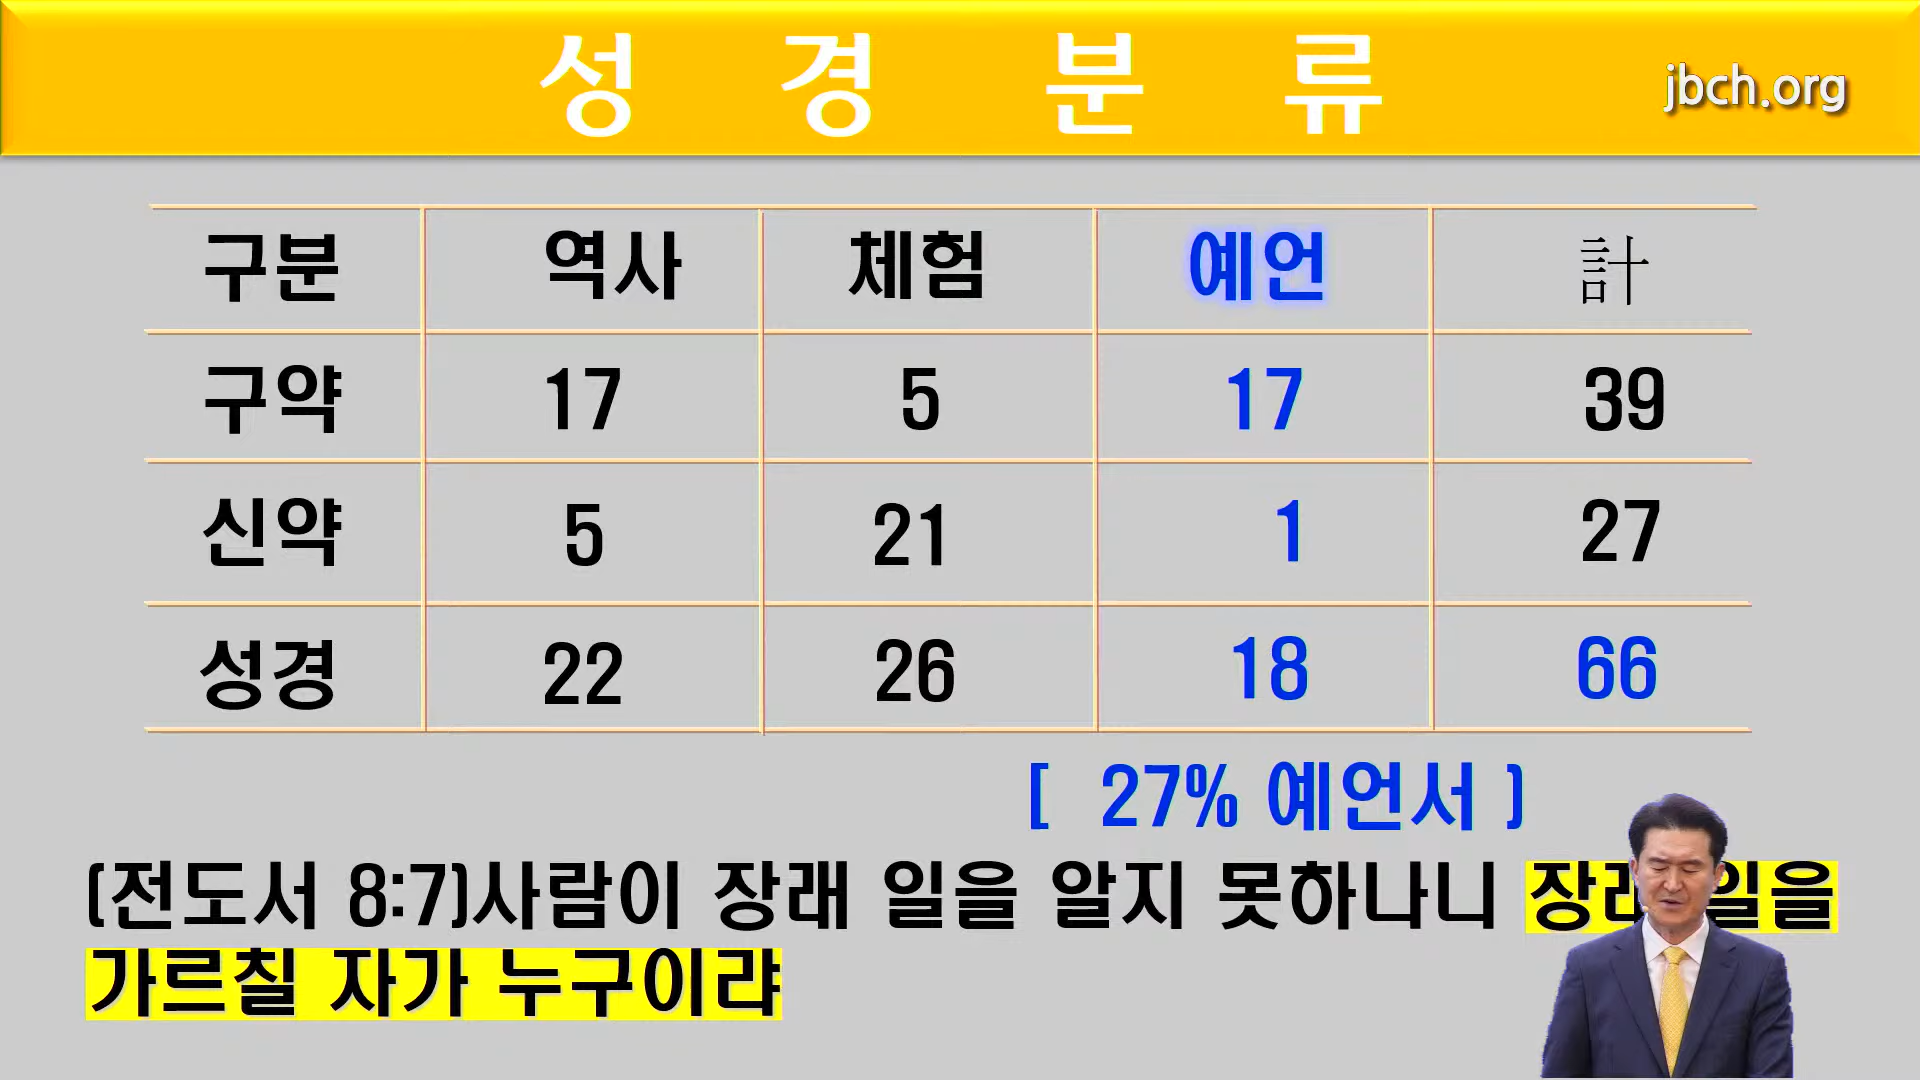 성 경 분 류
jbch.org
구분 역사 체험 예언 計
구약 17 5 17 39
신약 5 21 1 27
성경 22 26 18 66
[ 27% 예언서 ]
(전도서 8:7)사람이 장래 일을 알지 못하나니 장래 일을
가르칠 자가 누구이랴